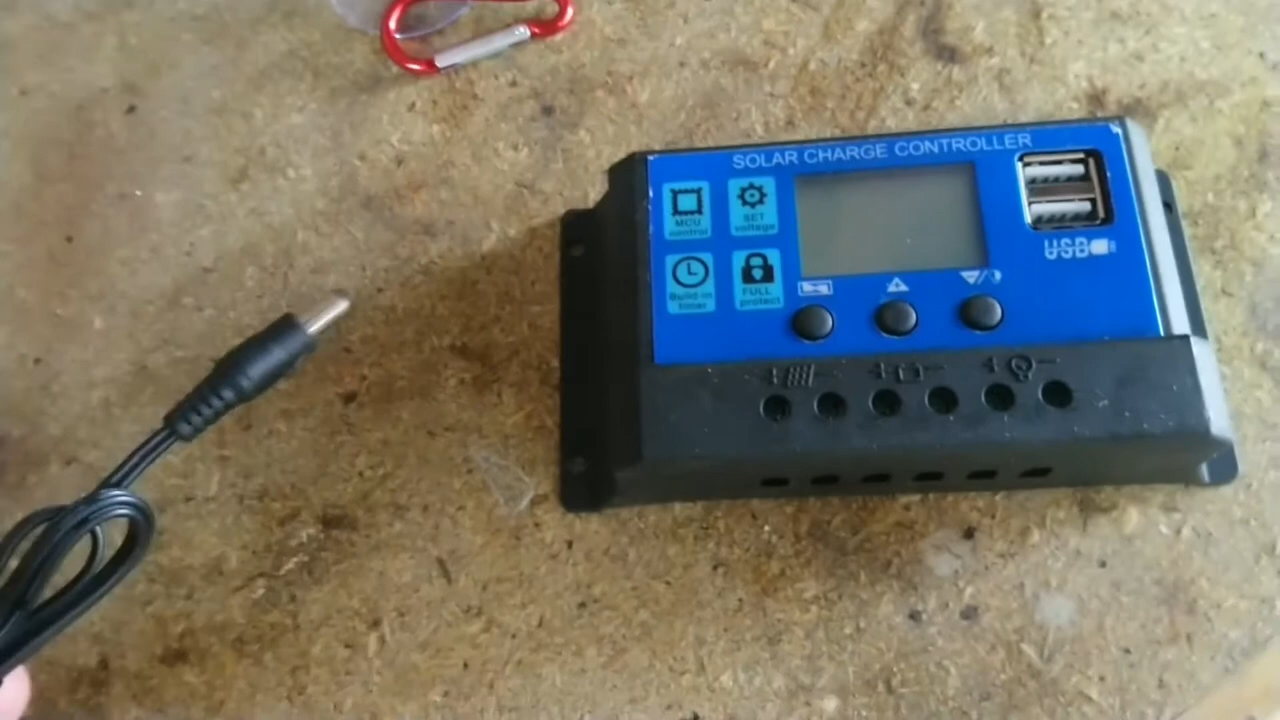 SOLAR CHARGE CONTROLLER
MCU
control
SET
voltage
Build-in
timer
FULL
protect
USB